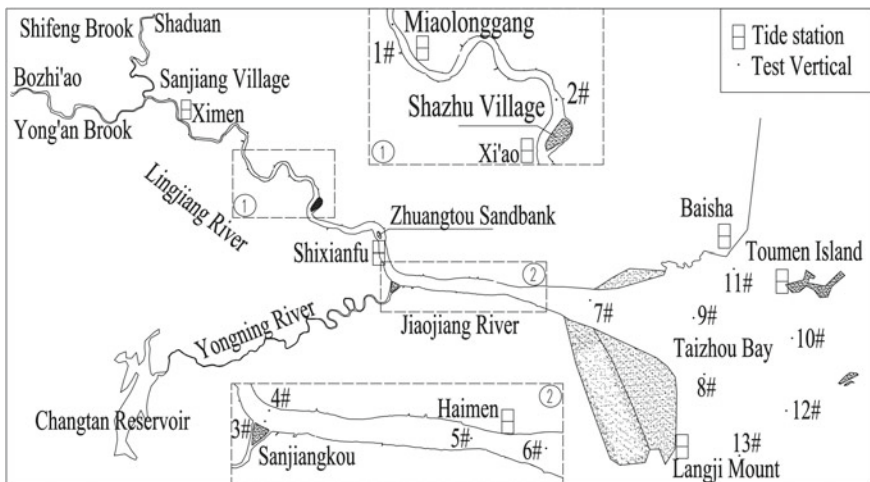 Shifeng Brook
Shaduan
Bozhi'ao
Sanjiang Village
Yong'an Brook
Ximen
Lingjiang River
①
Miaolonggang
1#
2#
Shazhu Village
Xi'ao
①
Tide station
Test Vertical
Zhuangtou Sandbank
Shixianfu
②
Jiaojiang River
Yongning River
Changtan Reservoir
Baisha
Toumen Island
11#
7#
9#
10#
Taizhou Bay
8#
12#
13#
Langji Mount
②
4#
Haimen
3#
5#
6#
Sanjiangkou